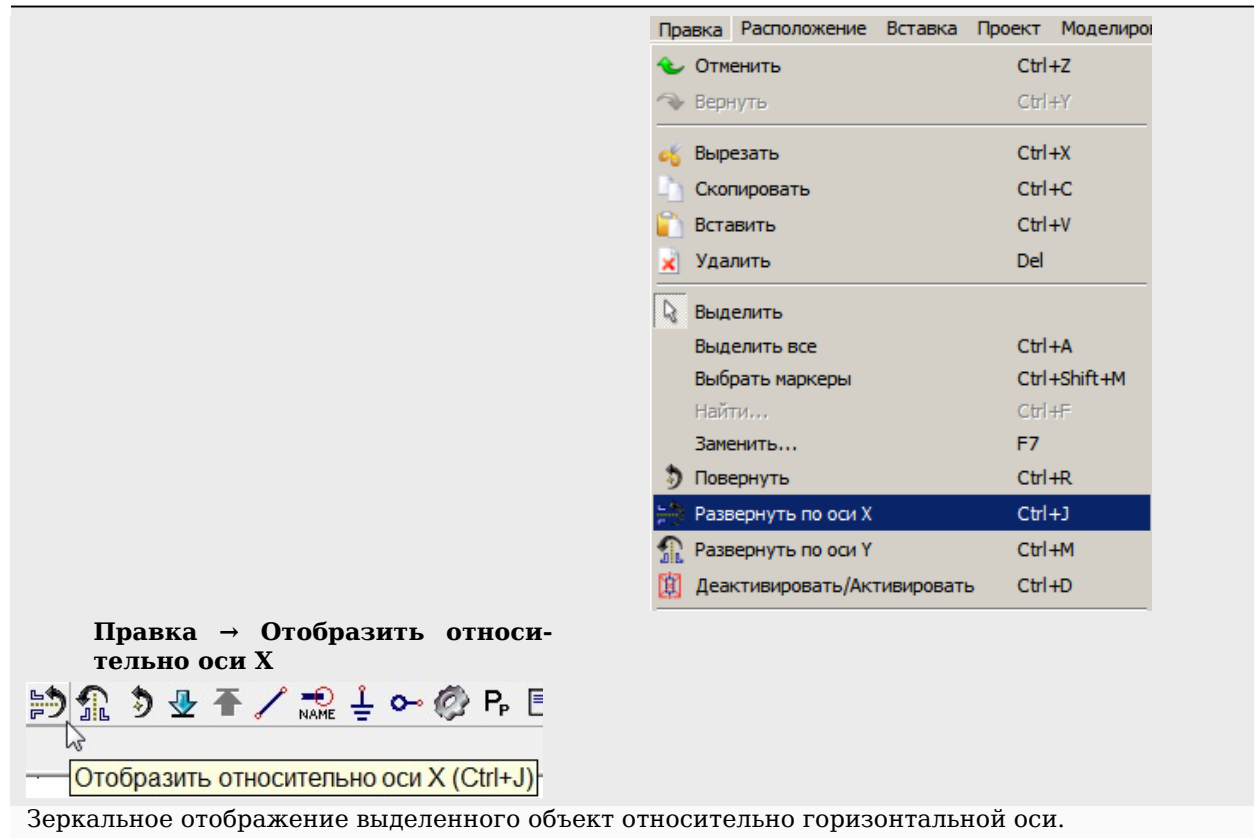 Правка Расположение Вставка Проект Моделиро
Отменить Ctrl+Z
Вернуть Ctrl+Y
Вырезать Ctrl+X
Скопировать Ctrl+C
Вставить Ctrl+V
Удалить Del
Выделить
Выделить все Ctrl+A
Выбрать маркеры Ctrl+Shift+M
Найти... Ctrl+F
Заменить... F7
Повернуть Ctrl+R
Развернуть по оси X Ctrl+J
Развернуть по оси Y Ctrl+M
Деактивировать/Активировать Ctrl+D
Правка → Отобразить относи-
тельно оси X
NAME Pp
Отобразить относительно оси X (Ctrl+J)
Зеркальное отображение выделенного объект относительно горизонтальной оси.